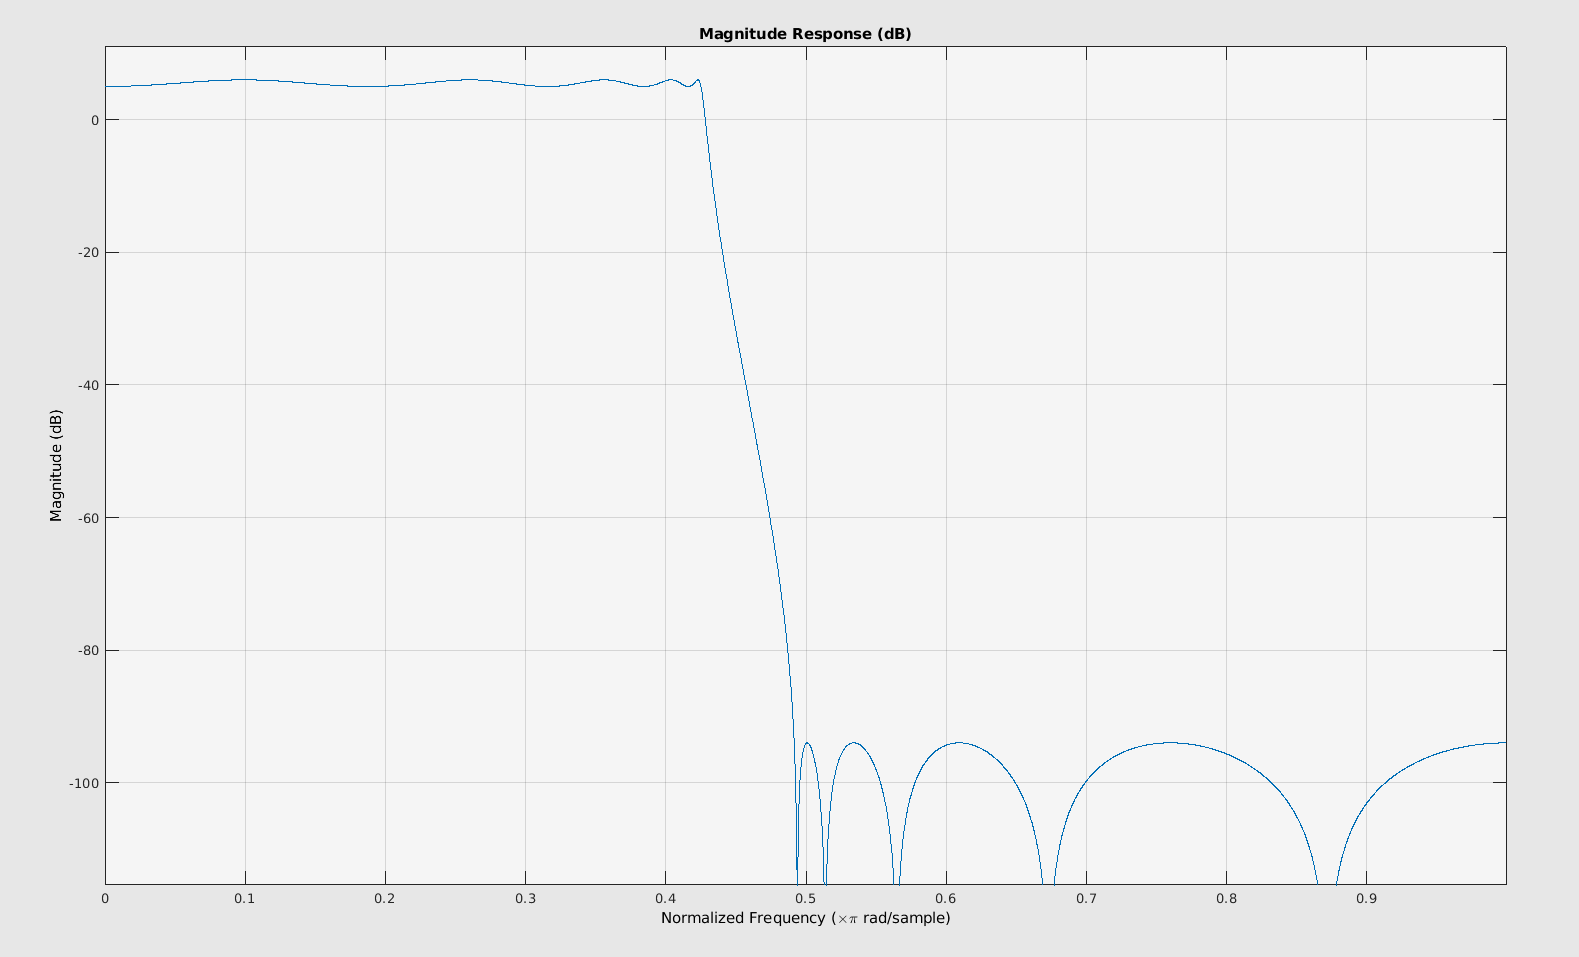 Magnitude Response (dB)
0
-20
-40
-60
-80
-100
Magnitude (dB)
0 0.1 0.2 0.3 0.4 0.5 0.6 0.7 0.8 0.9
Normalized Frequency (×π rad/sample)